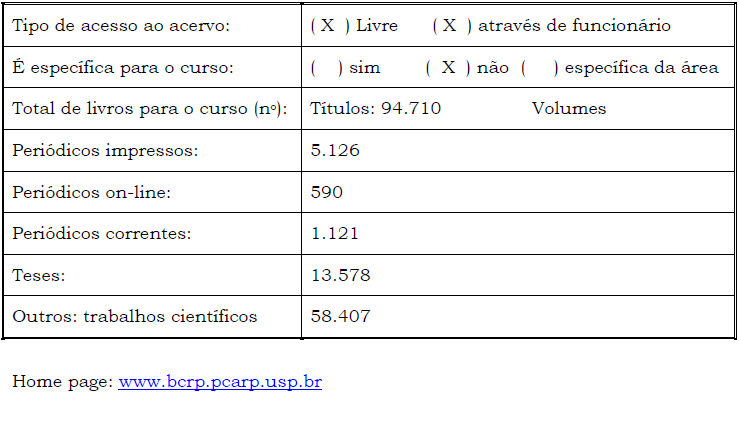 Tipo de acesso ao acervo: ( X ) Livre ( X ) através de funcionário
É específica para o curso: ( ) sim ( X ) não ( ) específica da área
Total de livros para o curso (nº): Títulos: 94.710 Volumes
Periódicos impressos: 5.126
Periódicos on-line: 590
Periódicos correntes: 1.121
Teses: 13.578
Outros: trabalhos científicos 58.407
Home page: www.bcrp.pcarp.usp.br